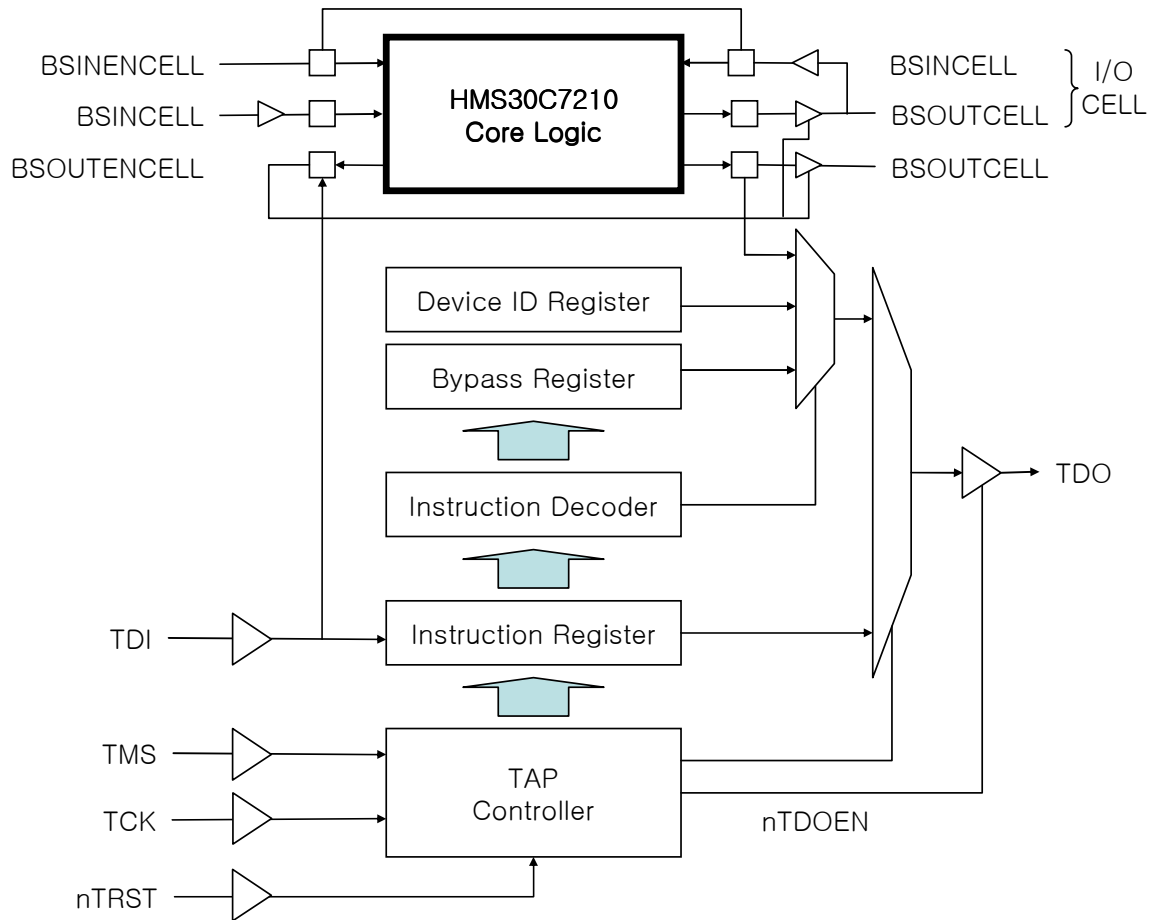 BSINENCELL
BSINCELL
BSOUTENCELL
HMS30C7210
Core Logic
BSINCELL
BSOUTCELL
BSOUTCELL
I/O
CELL
Device ID Register
Bypass Register
Instruction Decoder
TDO
TDI
Instruction Register
TMS
TCK
nTRST
TAP
Controller
nTDOEN